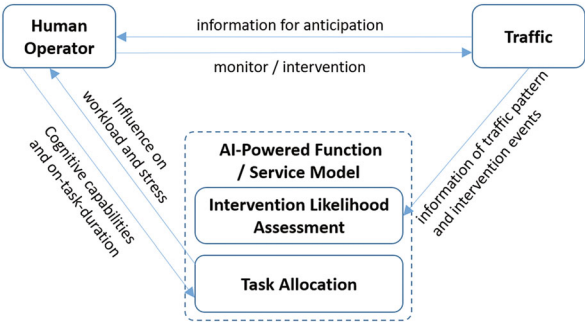 Human
Operator
information for anticipation
Traffic
monitor / intervention
Influence on
workload and stress
Cognitive capabilities
and on-task-duration
information of traffic pattern
and intervention events
AI-Powered Function
/ Service Model
Intervention Likelihood
Assessment
Task Allocation